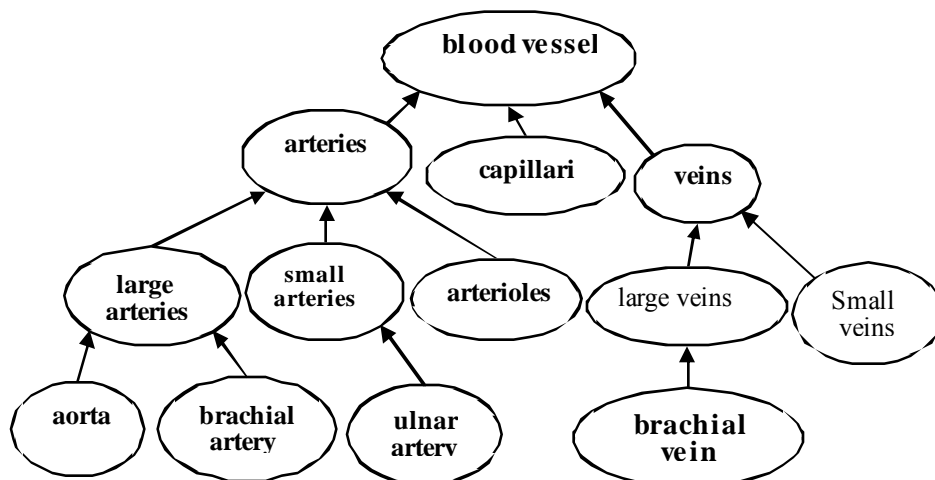 blood vessel
arteries
capillari
veins
large
arteries
small
arteries
arterioles
large veins
Small
veins
aorta
brachial
artery
ulnar
artery
brachial
vein